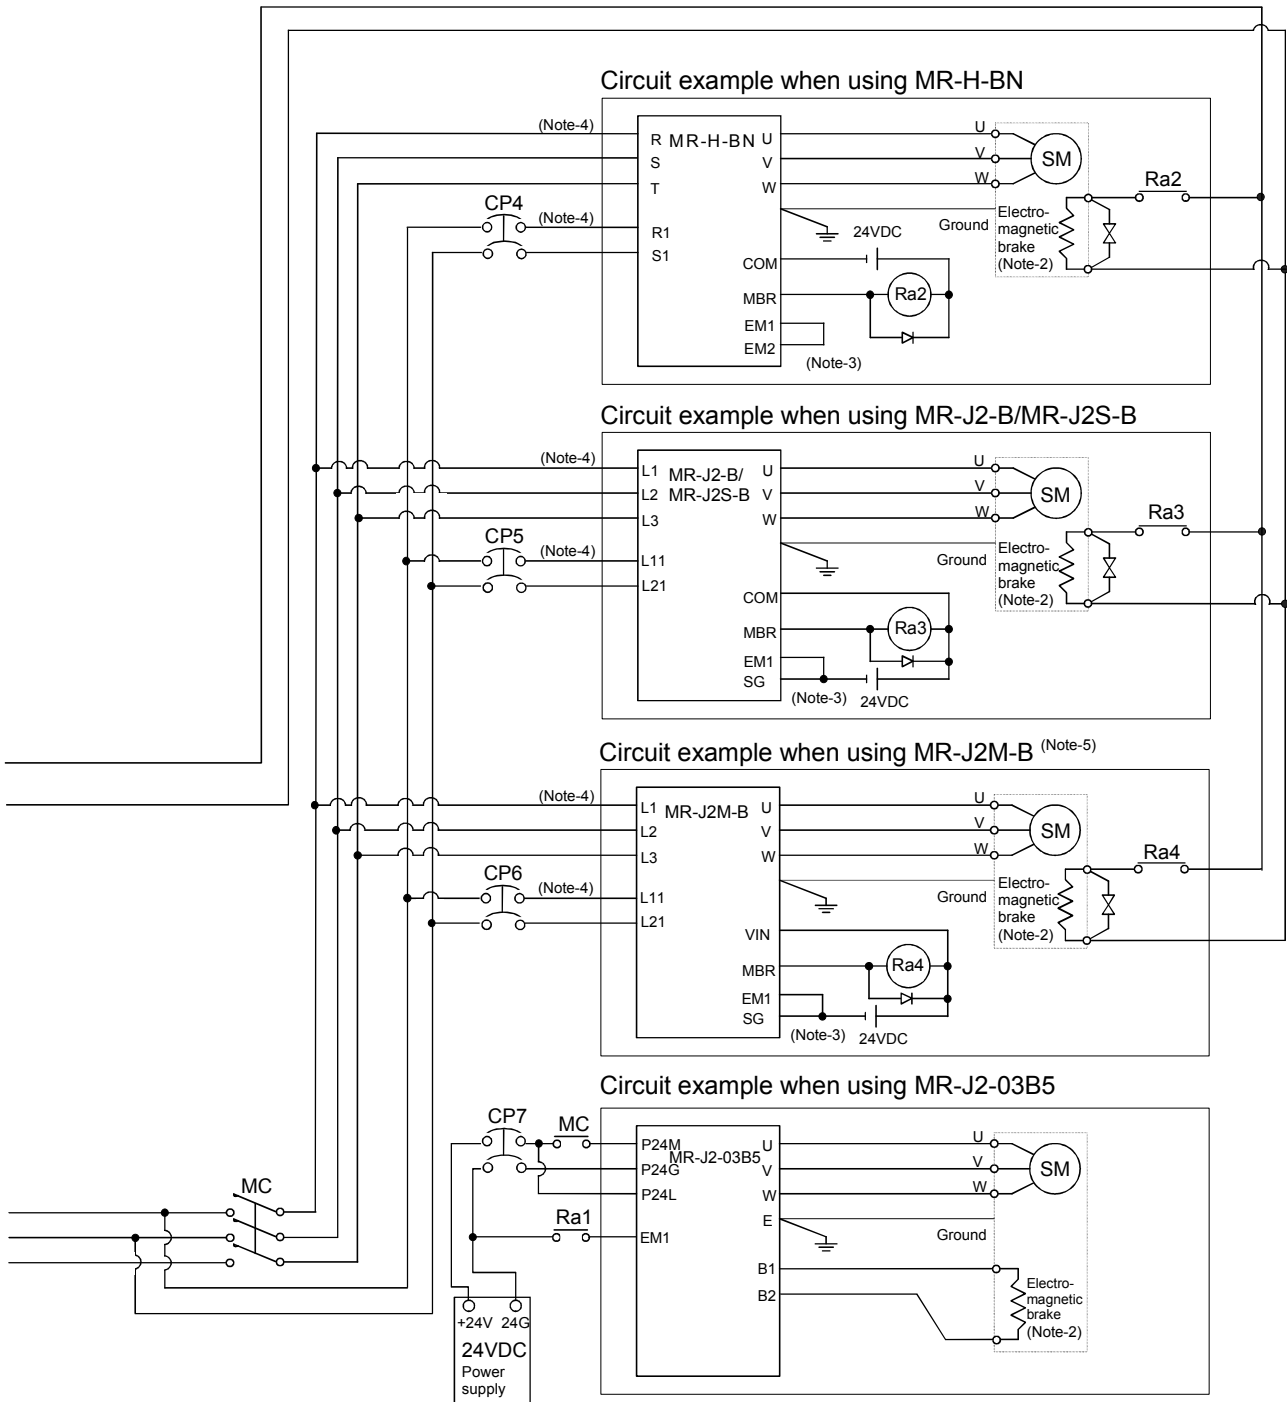 Circuit example when using MR-H-BN
(Note-4)
R MR-H-BN U
U
S V
V
SM
T W
W
Ra2
CP4
(Note-4)
R1
S1
Ground
24VDC
Electro-
magnetic
brake
(Note-2)
COM
MBR
Ra2
EM1
EM2
(Note-3)
Circuit example when using MR-J2-B/MR-J2S-B
(Note-4)
L1 MR-J2-B/ U
U
L2 MR-J2S-B V
V
SM
L3 W
W
Ra3
CP5
(Note-4)
L11
L21
Ground
Electro-
magnetic
brake
(Note-2)
COM
MBR
Ra3
EM1
SG
(Note-3)
24VDC
Circuit example when using MR-J2M-B (Note-5)
(Note-4)
L1 MR-J2M-B U
U
L2 V
V
SM
L3 W
W
Ra4
CP6
(Note-4)
L11
L21
Ground
Electro-
magnetic
brake
(Note-2)
VIN
MBR
Ra4
EM1
SG
(Note-3)
24VDC
Circuit example when using MR-J2-03B5
CP7
MC
P24M U
U
MR-J2-03B5
P24G V
V
SM
P24L W
W
MC
Ra1
E
EM1
Ground
B1
B2
Electro-
magnetic
brake
(Note-2)
+24V 24G
24VDC
Power
supply